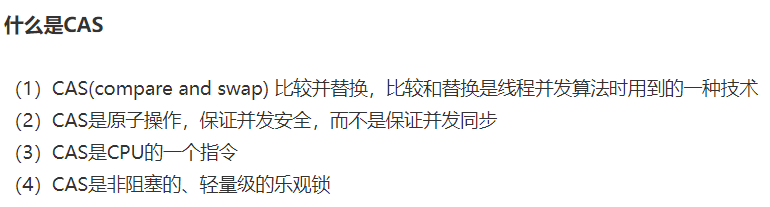 什么是CAS
（1）CAS(compare and swap) 比较并替换，比较和替换是线程并发算法时用到的一种技术
（2）CAS是原子操作，保证并发安全，而不是保证并发同步
（3）CAS是CPU的一个指令
（4）CAS是非阻塞的、轻量级的乐观锁